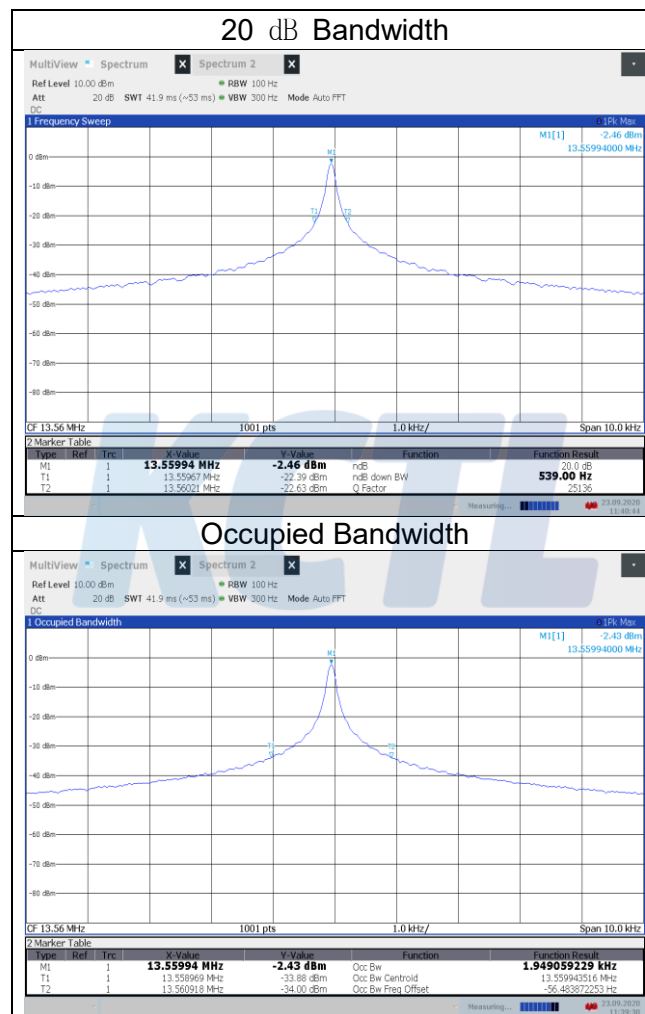 20 dB Bandwidth
MultiView Spectrum X Spectrum 2 X
Ref Level 10.00 dBm RBW 100 Hz
Att 20 dB SWT 41.9 ms (~53 ms) VBW 300 Hz Mode Auto FFT
DC
1 Frequency Sweep 1Pk Max
M1[1] -2.46 dBm
13.55994000 MHz
M1
0 dBm
-10 dBm
-20 dBm
T1 T2
-30 dBm
-40 dBm
-50 dBm
-60 dBm
-70 dBm
-80 dBm
CF 13.56 MHz 1001 pts 1.0 kHz/ Span 10.0 kHz
2 Marker Table
Type Ref Trc X-Value Y-Value Function Function Result
M1 1 13.55994 MHz -2.46 dBm ndB 20.0 dB
T1 1 13.55967 MHz -22.39 dBm ndB down BW 539.00 Hz
T2 1 13.56021 MHz -22.63 dBm Q Factor 25136
Measuring... 23.09.2020
11:40:44
KCTL
Occupied Bandwidth
MultiView Spectrum X Spectrum 2 X
Ref Level 10.00 dBm RBW 100 Hz
Att 20 dB SWT 41.9 ms (~53 ms) VBW 300 Hz Mode Auto FFT
DC
1 Occupied Bandwidth 1Pk Max
M1[1] -2.43 dBm
13.55994000 MHz
M1
0 dBm
-10 dBm
-20 dBm
-30 dBm
T1 T2
-40 dBm
-50 dBm
-60 dBm
-70 dBm
-80 dBm
CF 13.56 MHz 1001 pts 1.0 kHz/ Span 10.0 kHz
2 Marker Table
Type Ref Trc X-Value Y-Value Function Function Result
M1 1 13.55994 MHz -2.43 dBm Occ Bw 1.949059229 kHz
T1 1 13.558969 MHz -33.88 dBm Occ Bw Centroid 13.559943516 MHz
T2 1 13.560918 MHz -34.00 dBm Occ Bw Freq Offset -56.483872253 Hz
Measuring... 23.09.2020
11:39:30